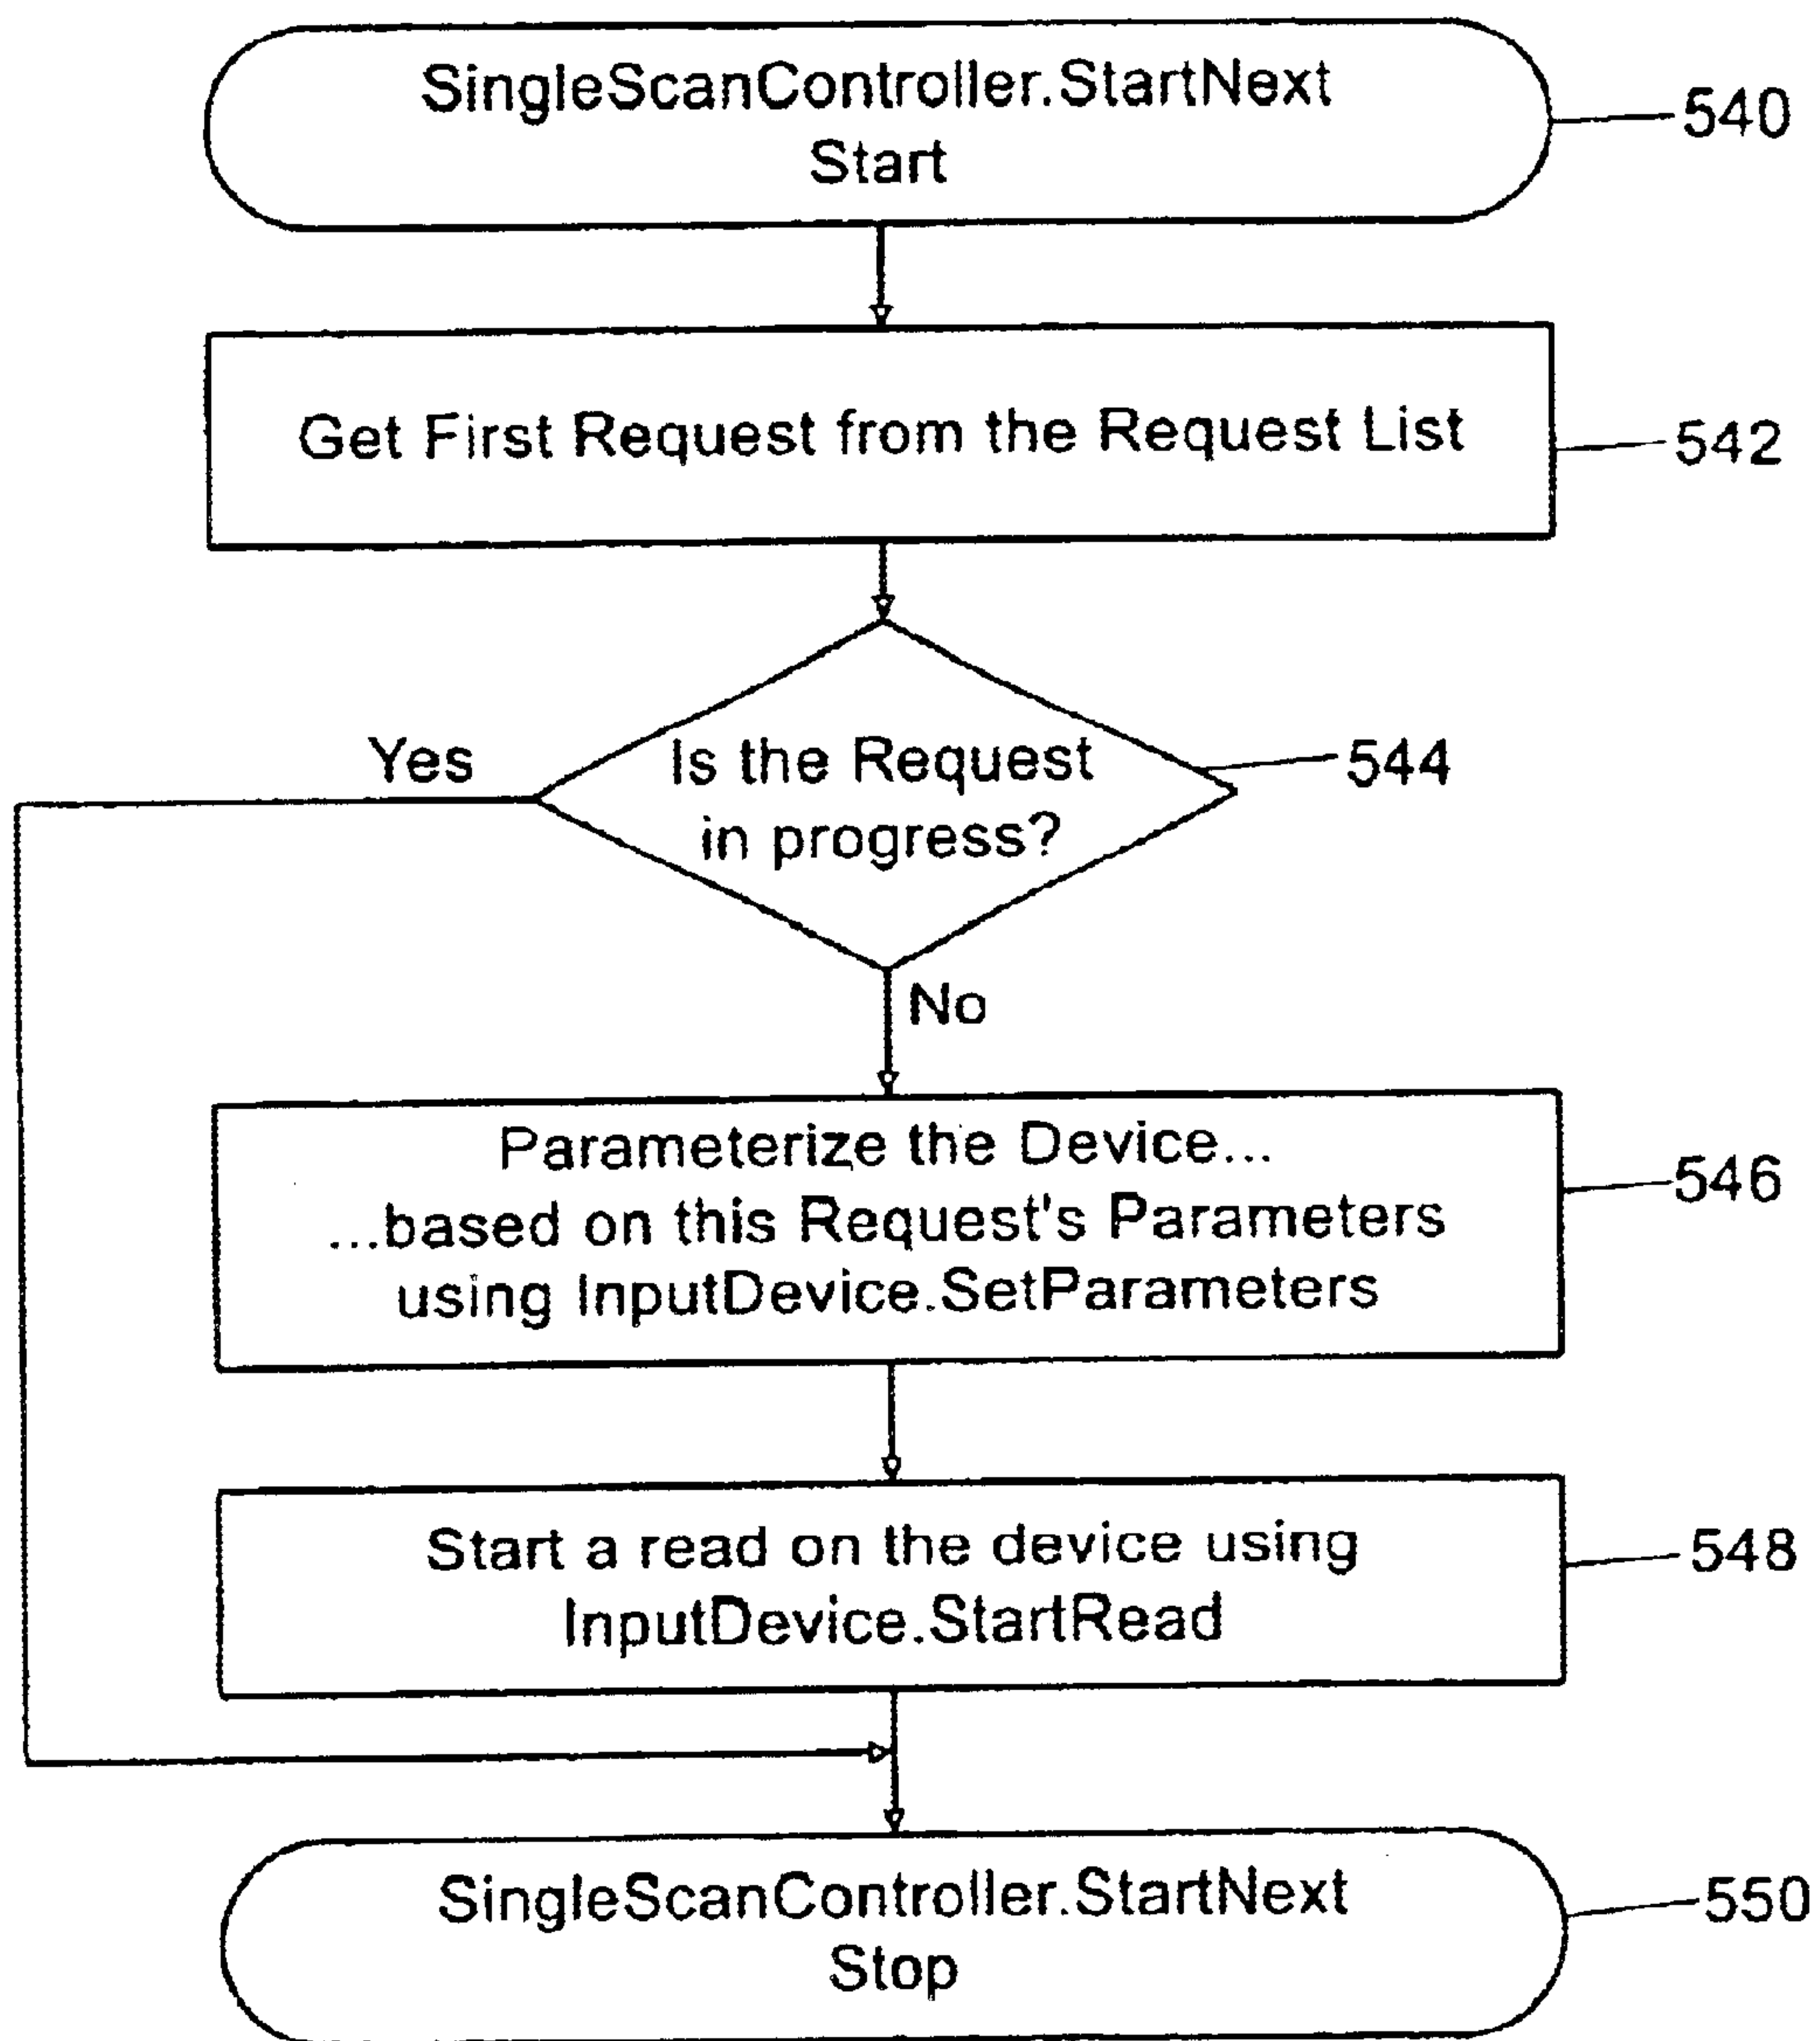 SingleScanController.StartNext
Start
540
Get First Request from the Request List
542
Is the Request
in progress?
544
Yes
No
Parameterize the Device...
...based on this Request's Parameters
using InputDevice.SetParameters
546
Start a read on the device using
InputDevice.StartRead
548
SingleScanController.StartNext
Stop
550